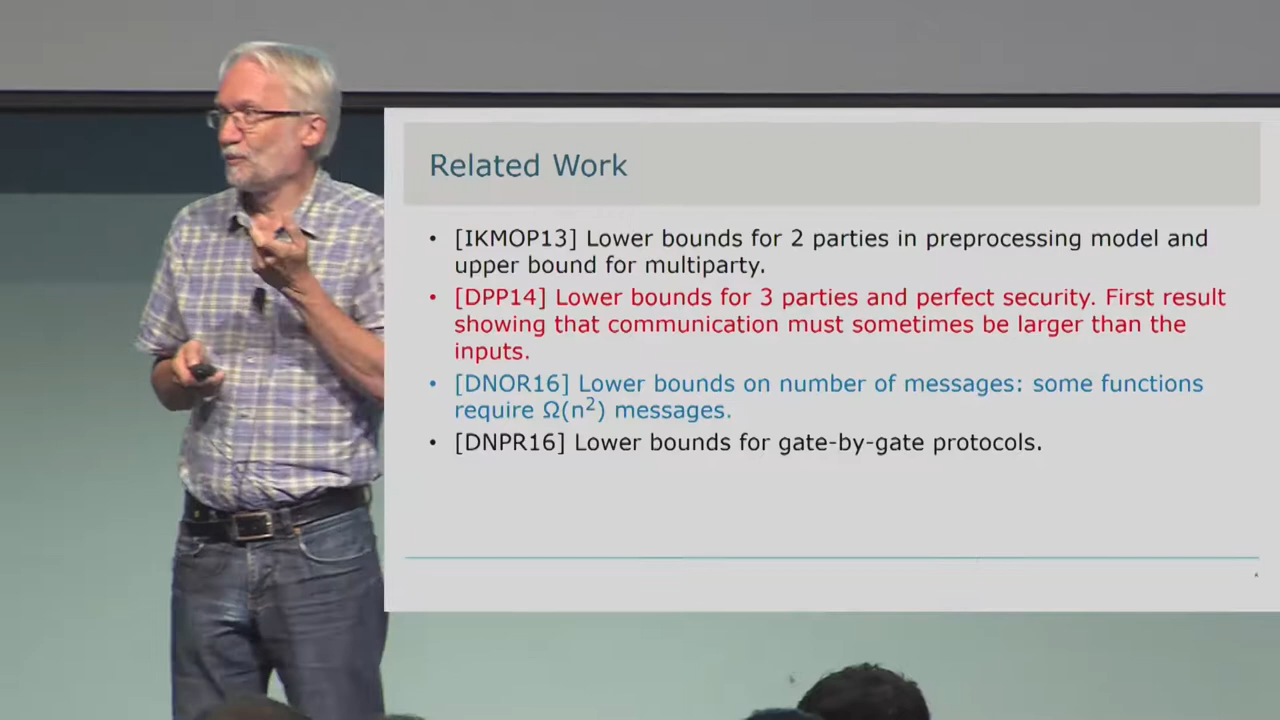 Related Work
• [IKMOP13] Lower bounds for 2 parties in preprocessing model and
upper bound for multiparty.
• [DPP14] Lower bounds for 3 parties and perfect security. First result
showing that communication must sometimes be larger than the
inputs.
• [DNOR16] Lower bounds on number of messages: some functions
require Ω(n²) messages.
• [DNPR16] Lower bounds for gate-by-gate protocols.